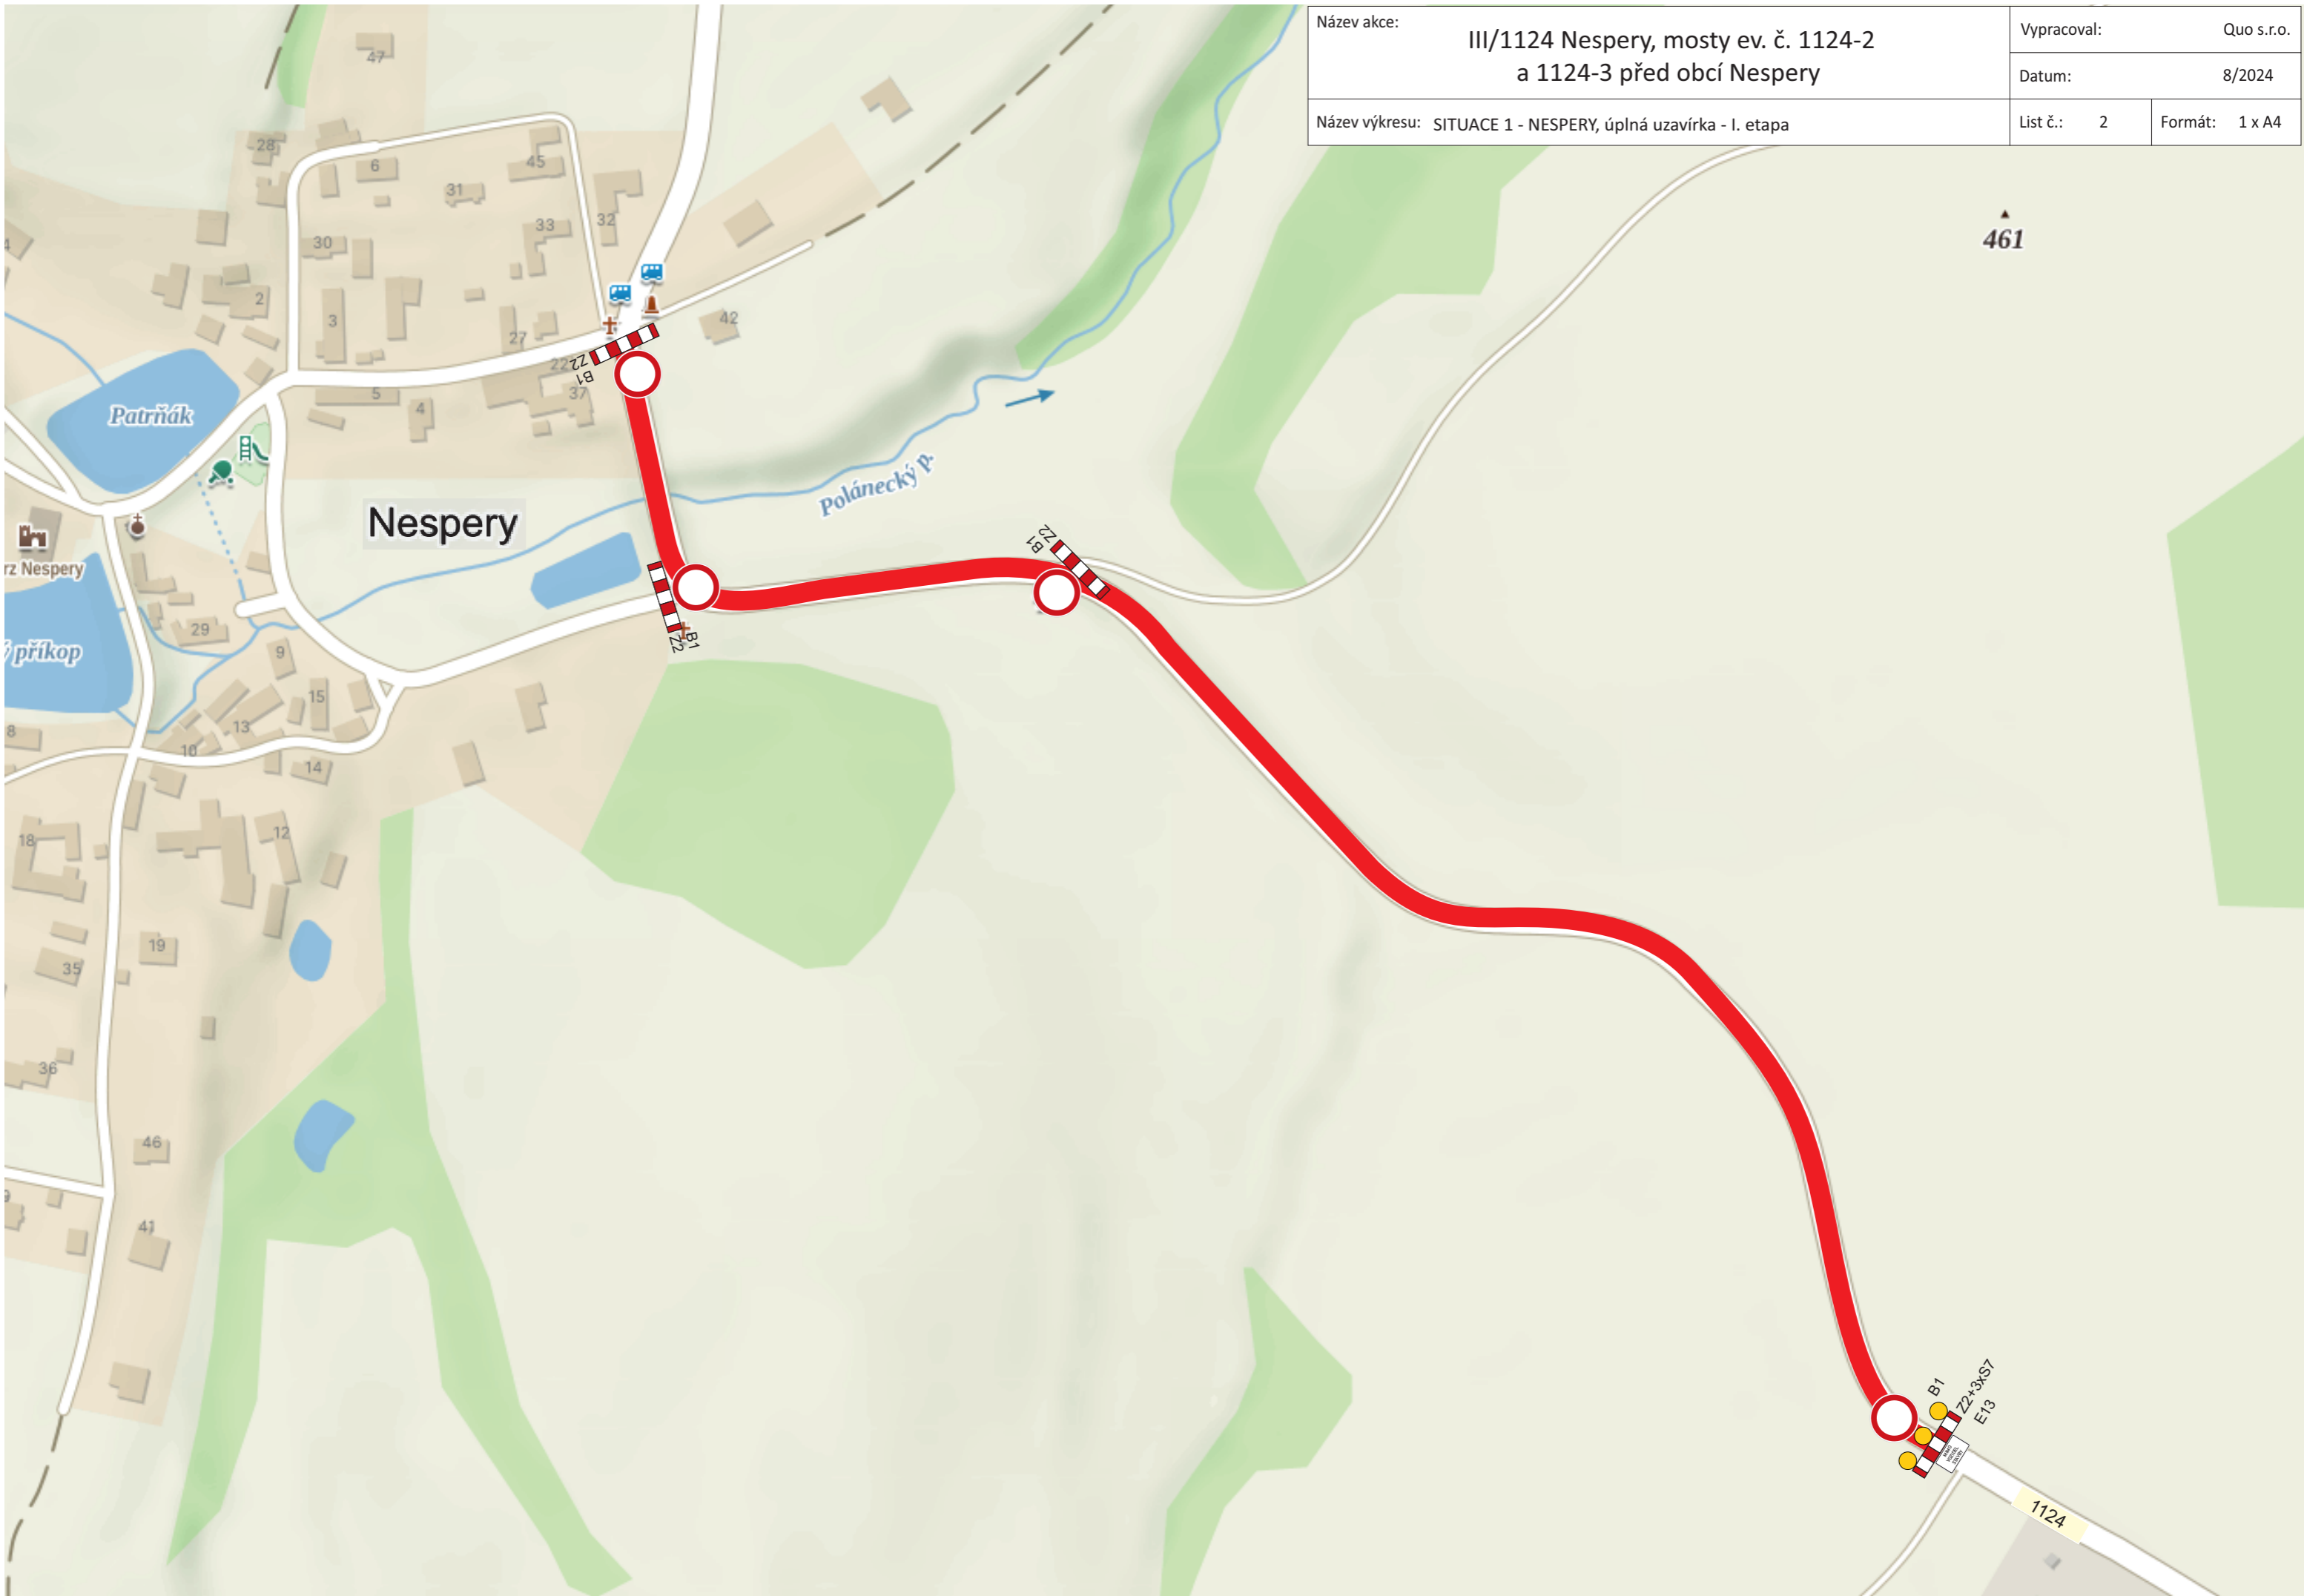 Název akce:
III/1124 Nespery, mosty ev. č. 1124-2
a 1124-3 před obcí Nespery
Vypracoval: Quo s.r.o.
Datum: 8/2024
Název výkresu: SITUACE 1 - NESPERY, úplná uzavírka - I. etapa
List č.: 2
Formát: 1 x A4
47
28
6
45
31
32
33
30
461
2
3
27
42
Z2
B1
22
37
5
4
Patrňák
Polánecký p.
Nespery
Z2
B1
rz Nespery
29
B1
Z2
ý příkop
9
15
13
8
10
14
18
12
19
35
36
46
41
9
B1
Z2+3xS7
E13
1124